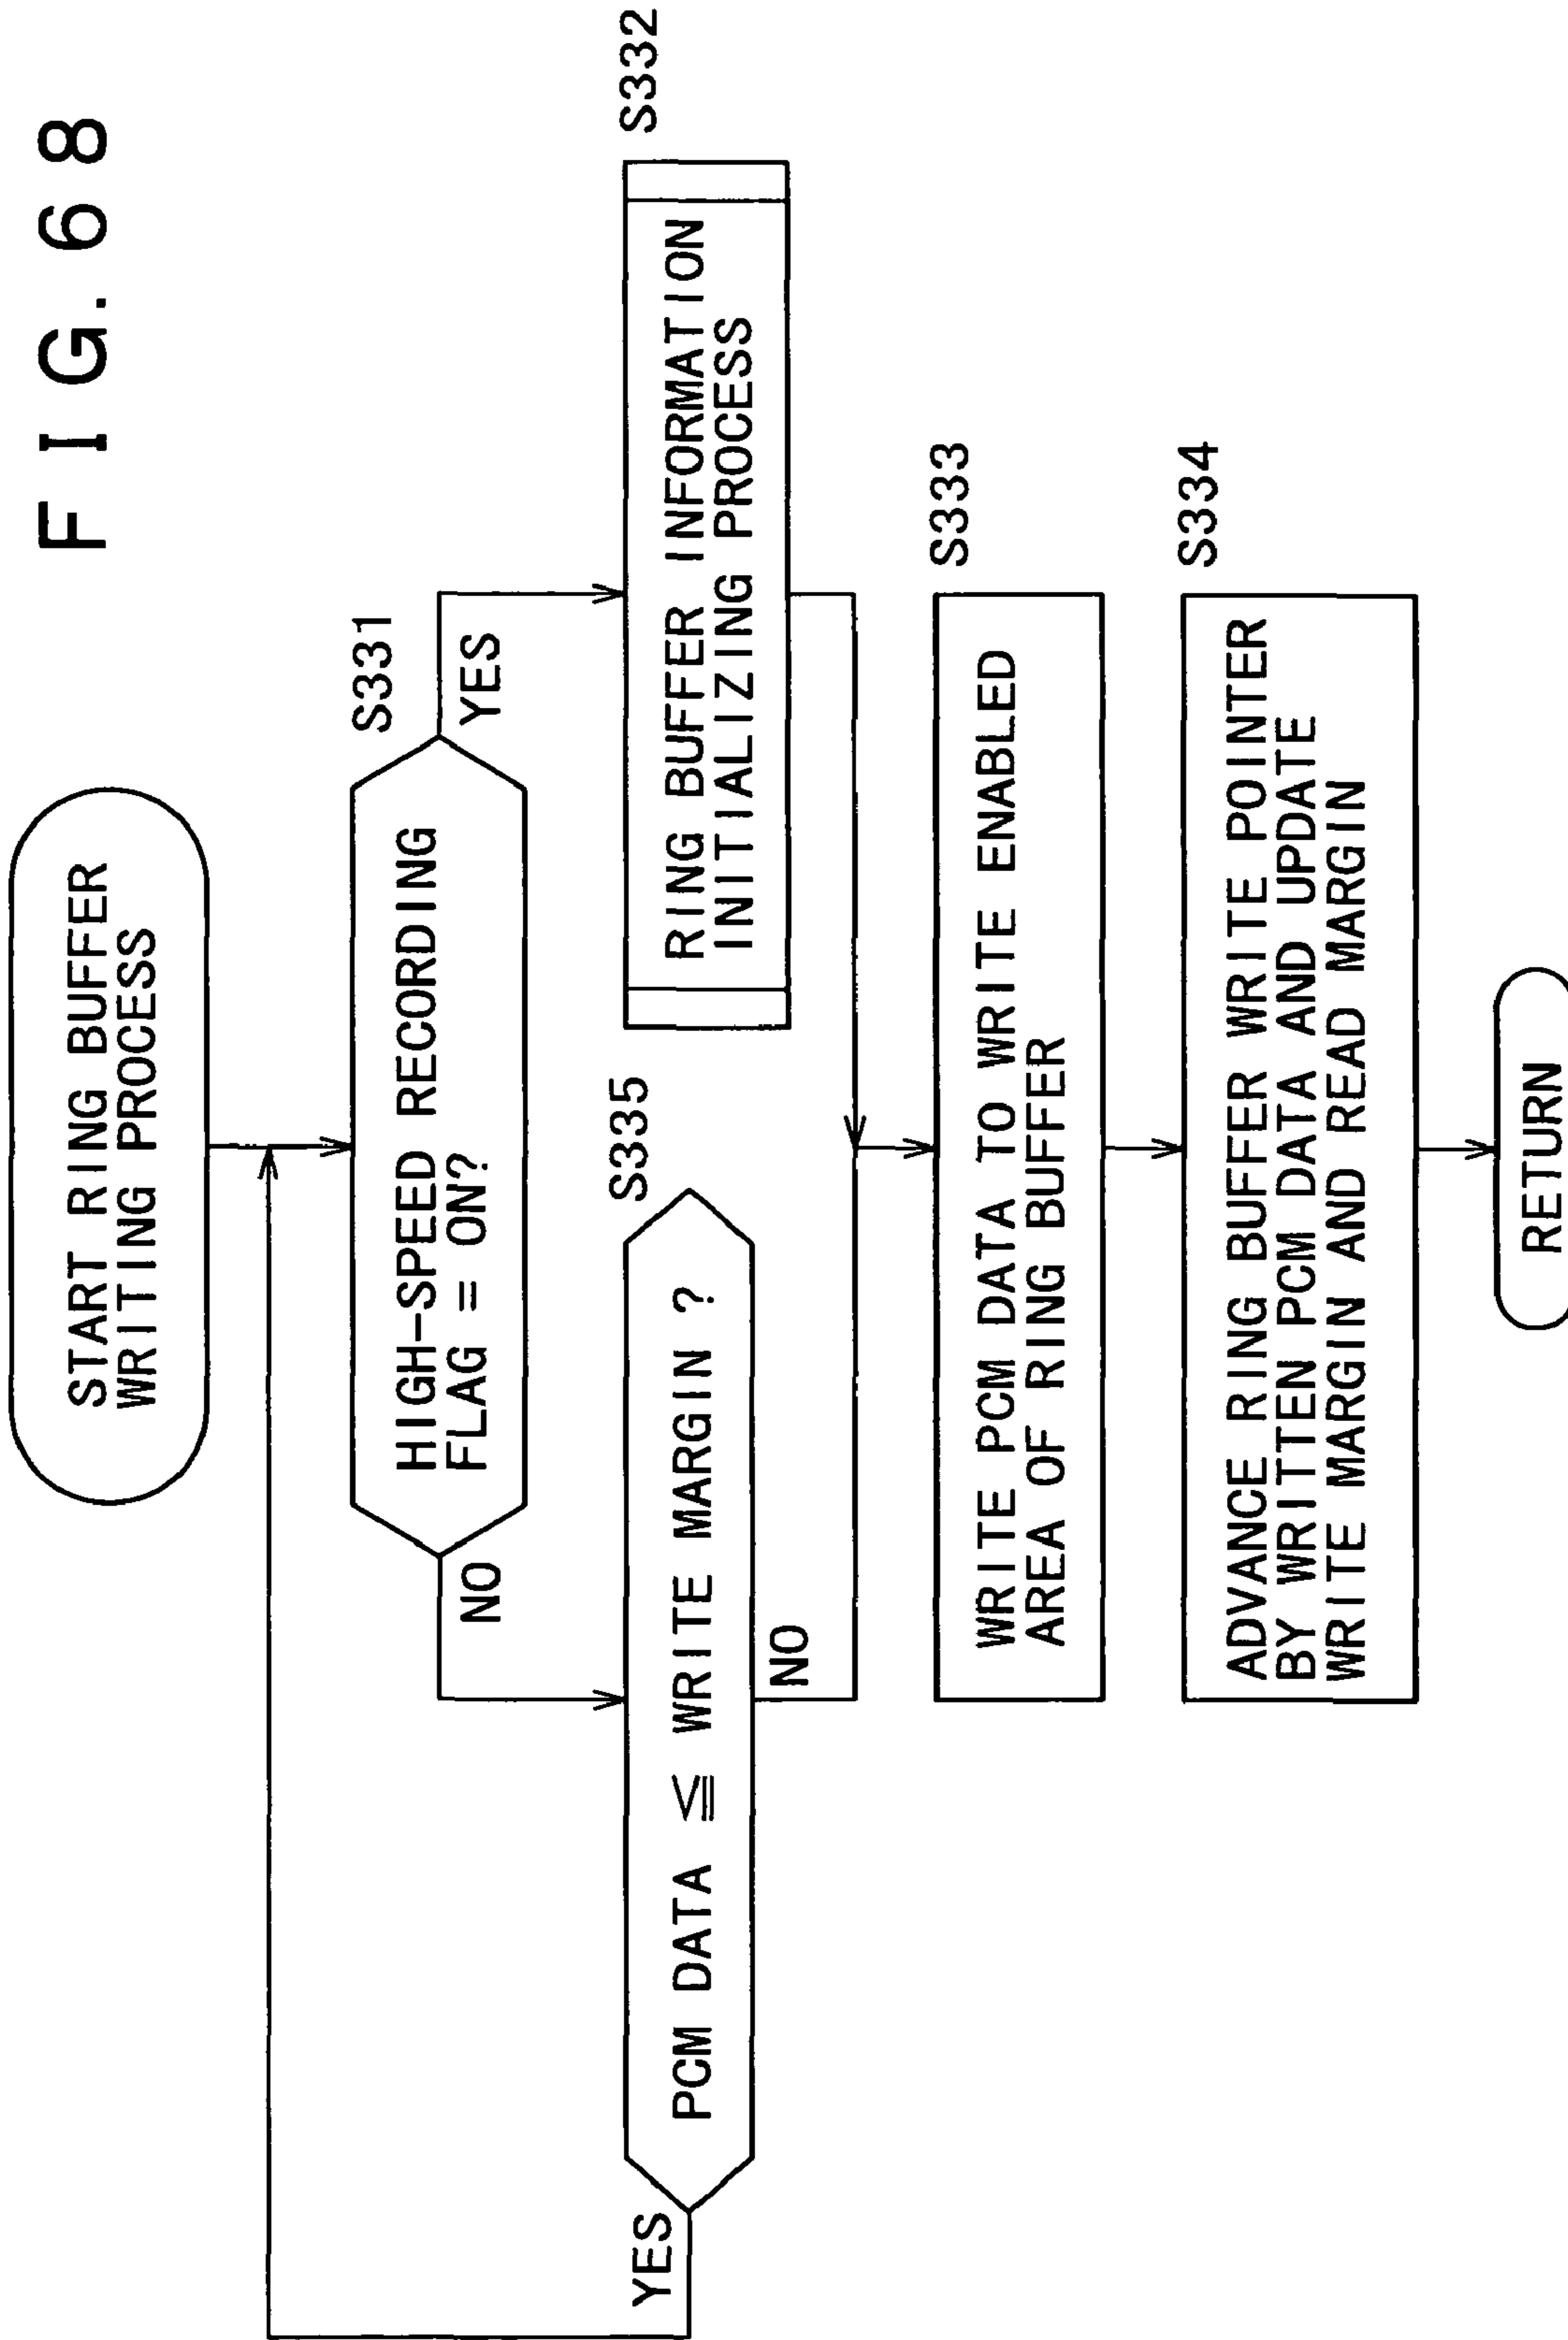 FIG. 68
START RING BUFFER
WRITING PROCESS
S331
HIGH-SPEED RECORDING
FLAG = ON?
NO
YES
S335
PCM DATA ≦ WRITE MARGIN ?
YES
NO
S332
RING BUFFER INFORMATION
INITIALIZING PROCESS
S333
WRITE PCM DATA TO WRITE ENABLED
AREA OF RING BUFFER
S334
ADVANCE RING BUFFER WRITE POINTER
BY WRITTEN PCM DATA AND UPDATE
WRITE MARGIN AND READ MARGIN
RETURN